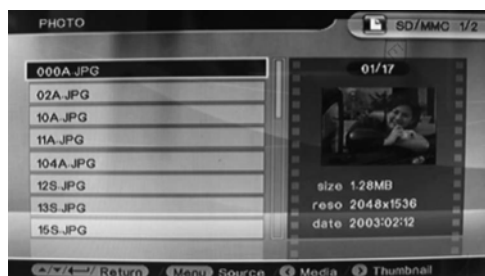 PHOTO
SD/MMC 1/2
000A.JPG
02A.JPG
10A.JPG
11A.JPG
104A.JPG
12S.JPG
13S.JPG
15S.JPG
01/17
size 1.28MB
reso 2048x1536
date 2003:02:12
Return Menu Source Media Thumbnail